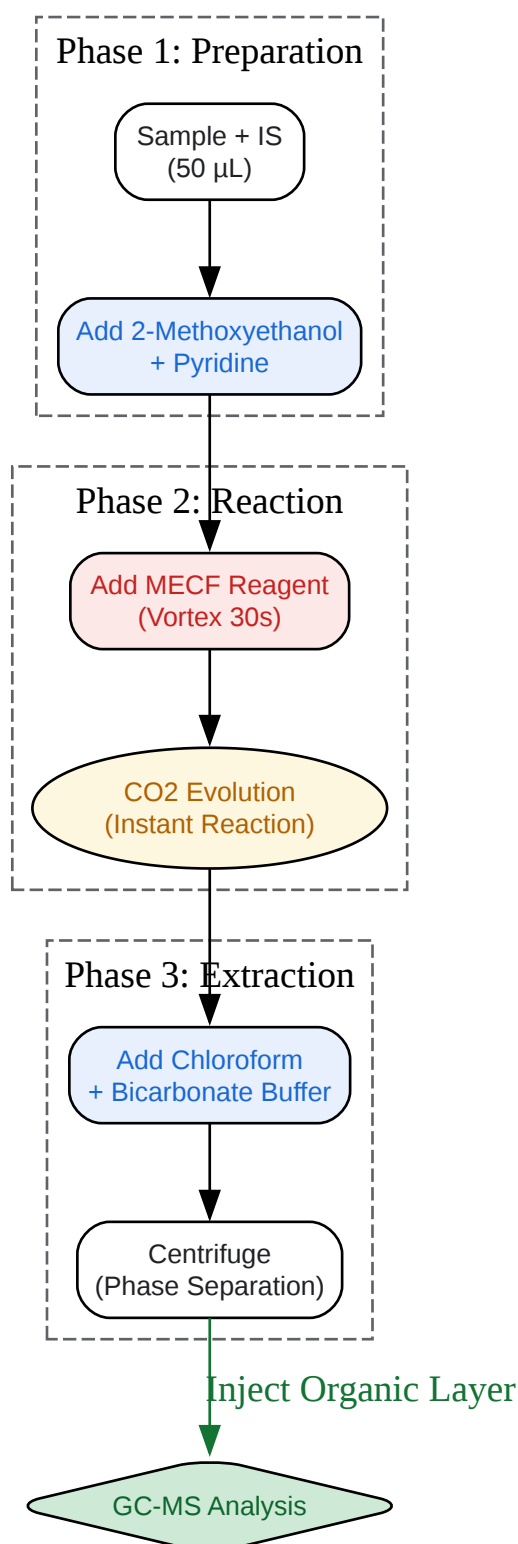 Phase 1: Preparation
Sample + IS
(50 µL)
Add 2-Methoxyethanol
+ Pyridine
Phase 2: Reaction
Add MECF Reagent
(Vortex 30s)
CO2 Evolution
(Instant Reaction)
Phase 3: Extraction
Add Chloroform
+ Bicarbonate Buffer
Centrifuge
(Phase Separation)
Inject Organic Layer
GC-MS Analysis